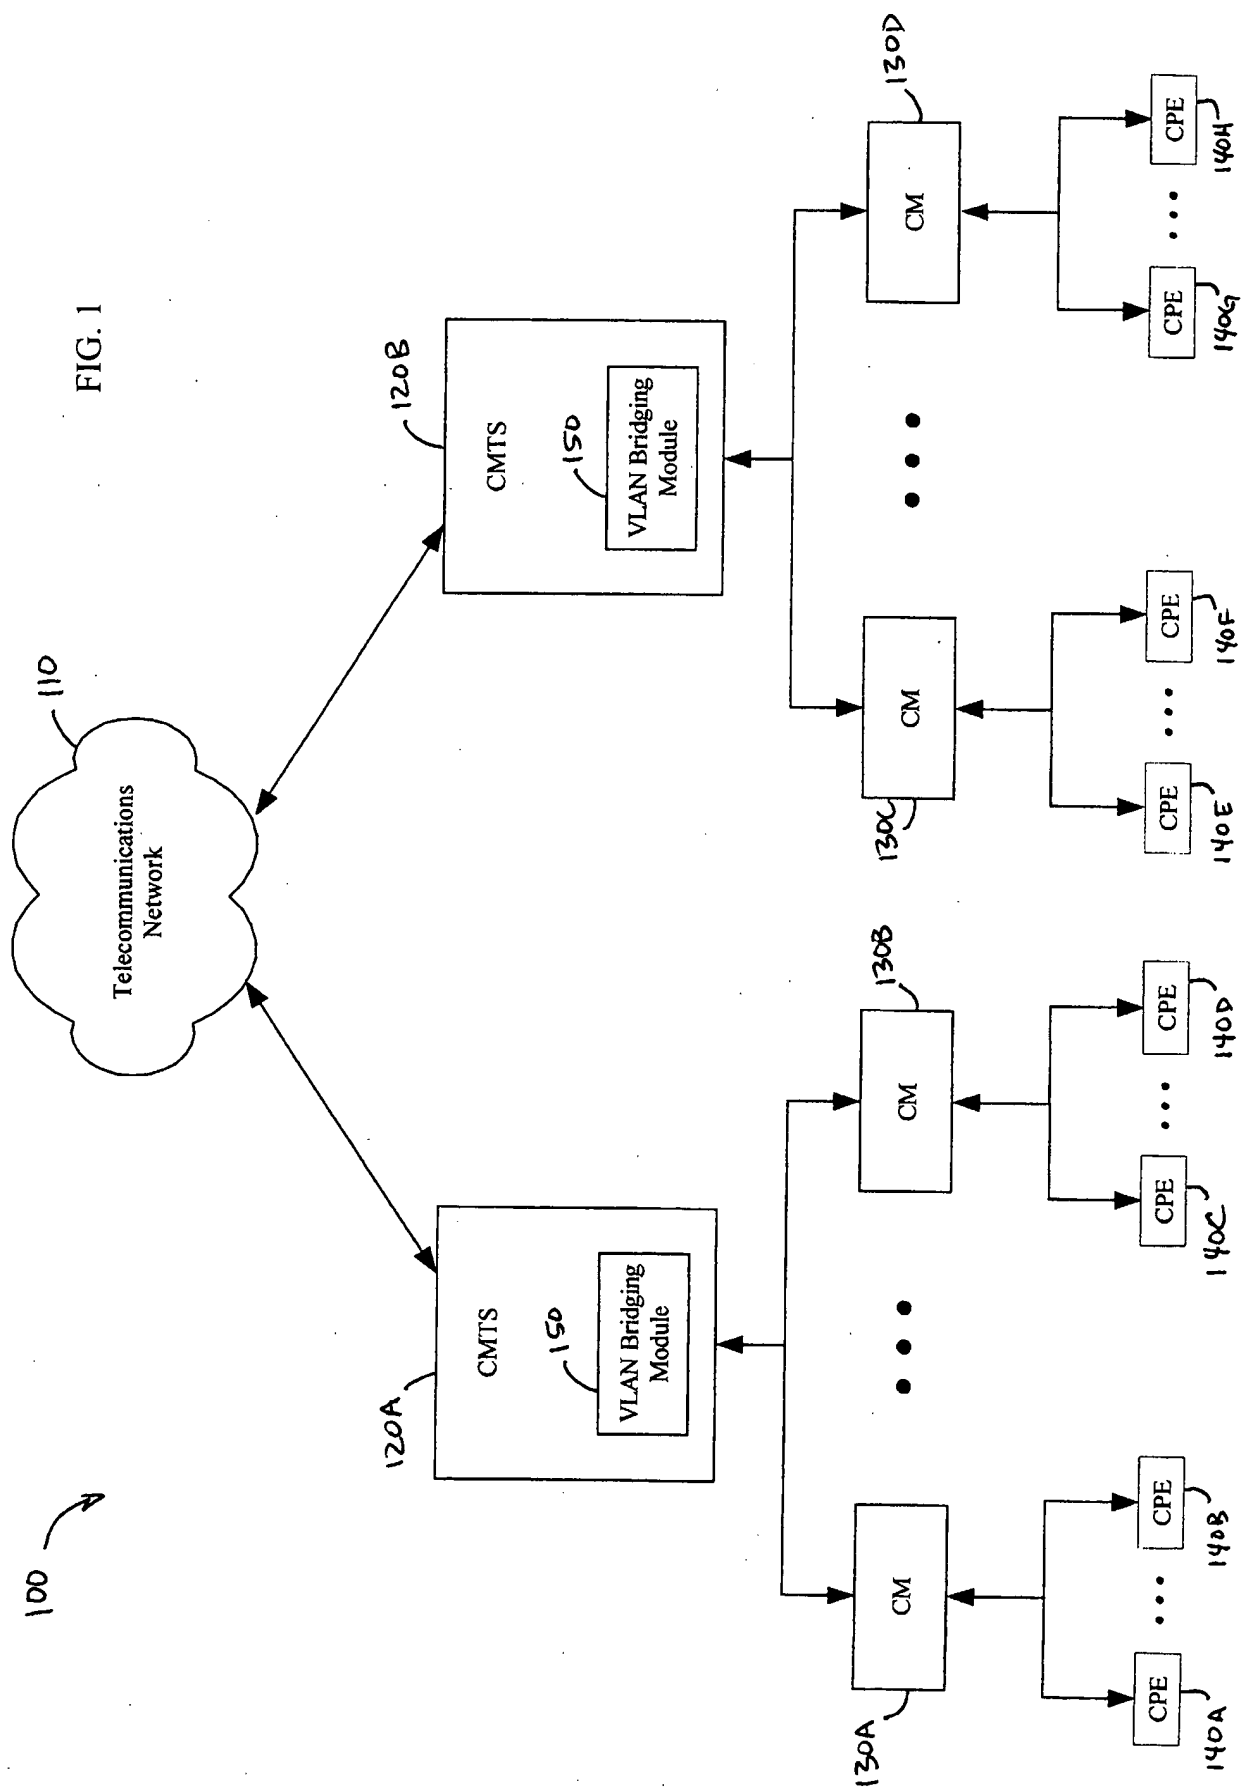 FIG. 1
100
Telecommunications
Network
110
120A
CMTS
150
VLAN Bridging
Module
120B
CMTS
150
VLAN Bridging
Module
130A
CM
CM
130B
130C
CM
CM
130D
CPE
CPE
CPE
CPE
CPE
CPE
CPE
CPE
140A
140B
140C
140D
140E
140F
140G
140H